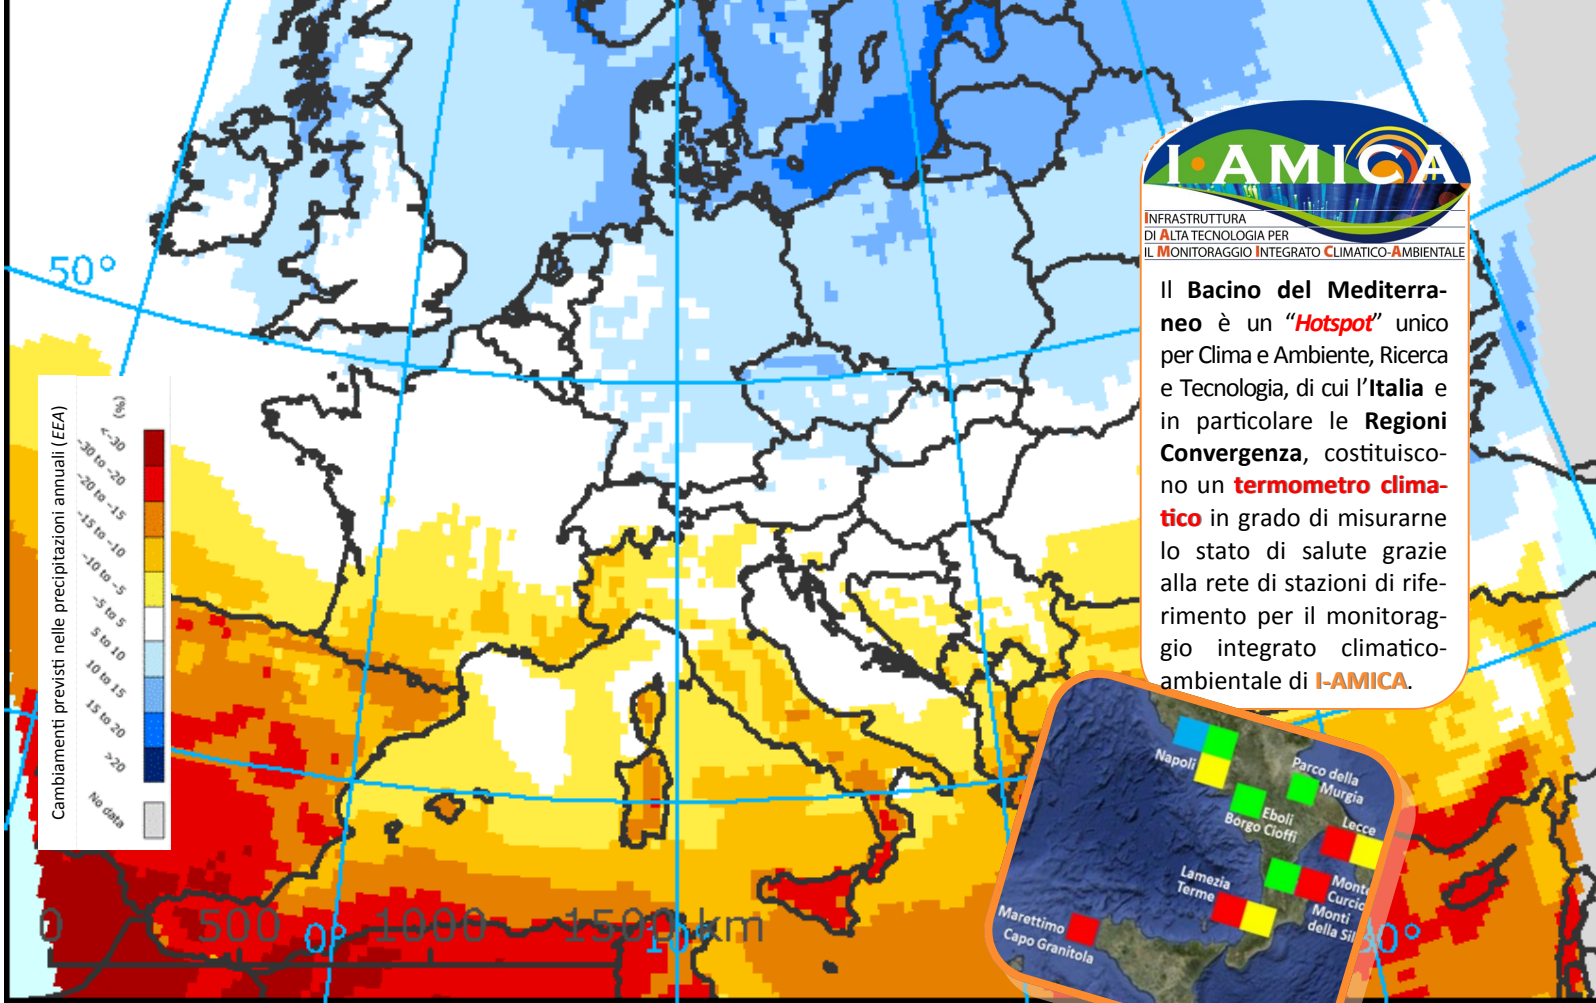 50°
Cambiamenti previsti nelle precipitazioni annuali (EEA)
(%)
<-30
-30 to -20
-20 to -15
-15 to -10
-10 to -5
-5 to 5
5 to 10
10 to 15
15 to 20
>20
No data
I·AMICA
INFRASTRUTTURA
DI ALTA TECNOLOGIA PER
IL MONITORAGGIO INTEGRATO CLIMATICO-AMBIENTALE
Il Bacino del Mediterra-
neo è un “Hotspot” unico
per Clima e Ambiente, Ricerca
e Tecnologia, di cui l’Italia e
in particolare le Regioni
Convergenza, costituisco-
no un termometro clima-
tico in grado di misurarne
lo stato di salute grazie
alla rete di stazioni di rife-
rimento per il monitorag-
gio integrato climatico-
ambientale di I-AMICA.
Napoli
Parco della
Murgia
Eboli
Borgo Cioffi
Lecce
Lamezia
Terme
Monte
Curcio
Monti
della Sil
Marettimo
Capo Granitola
0
500
0°
1000
1500 km
10°
30°